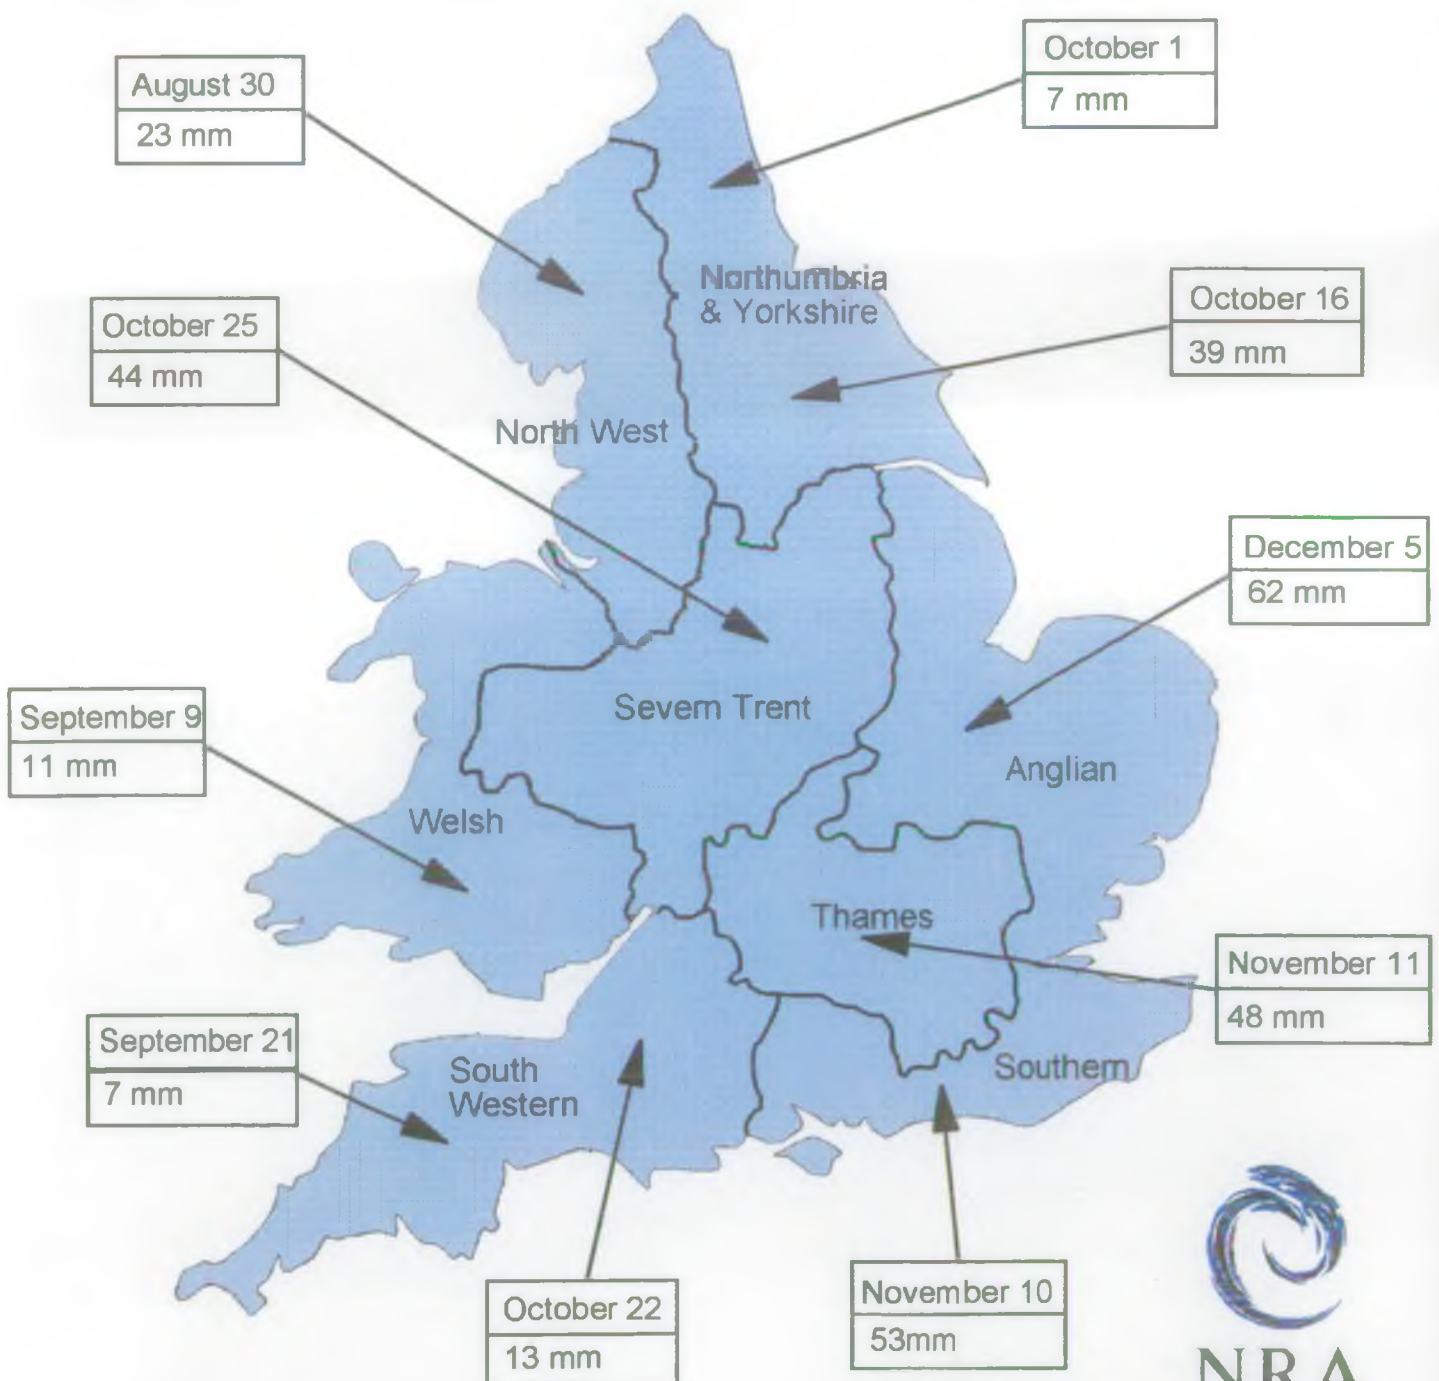 October 1
7 mm
August 30
23 mm
Northumbria
& Yorkshire
October 16
39 mm
October 25
44 mm
North West
December 5
62 mm
Severn Trent
September 9
11 mm
Anglian
Welsh
Thames
November 11
48 mm
September 21
7 mm
South
Western
Southern
October 22
13 mm
November 10
53mm
NRA